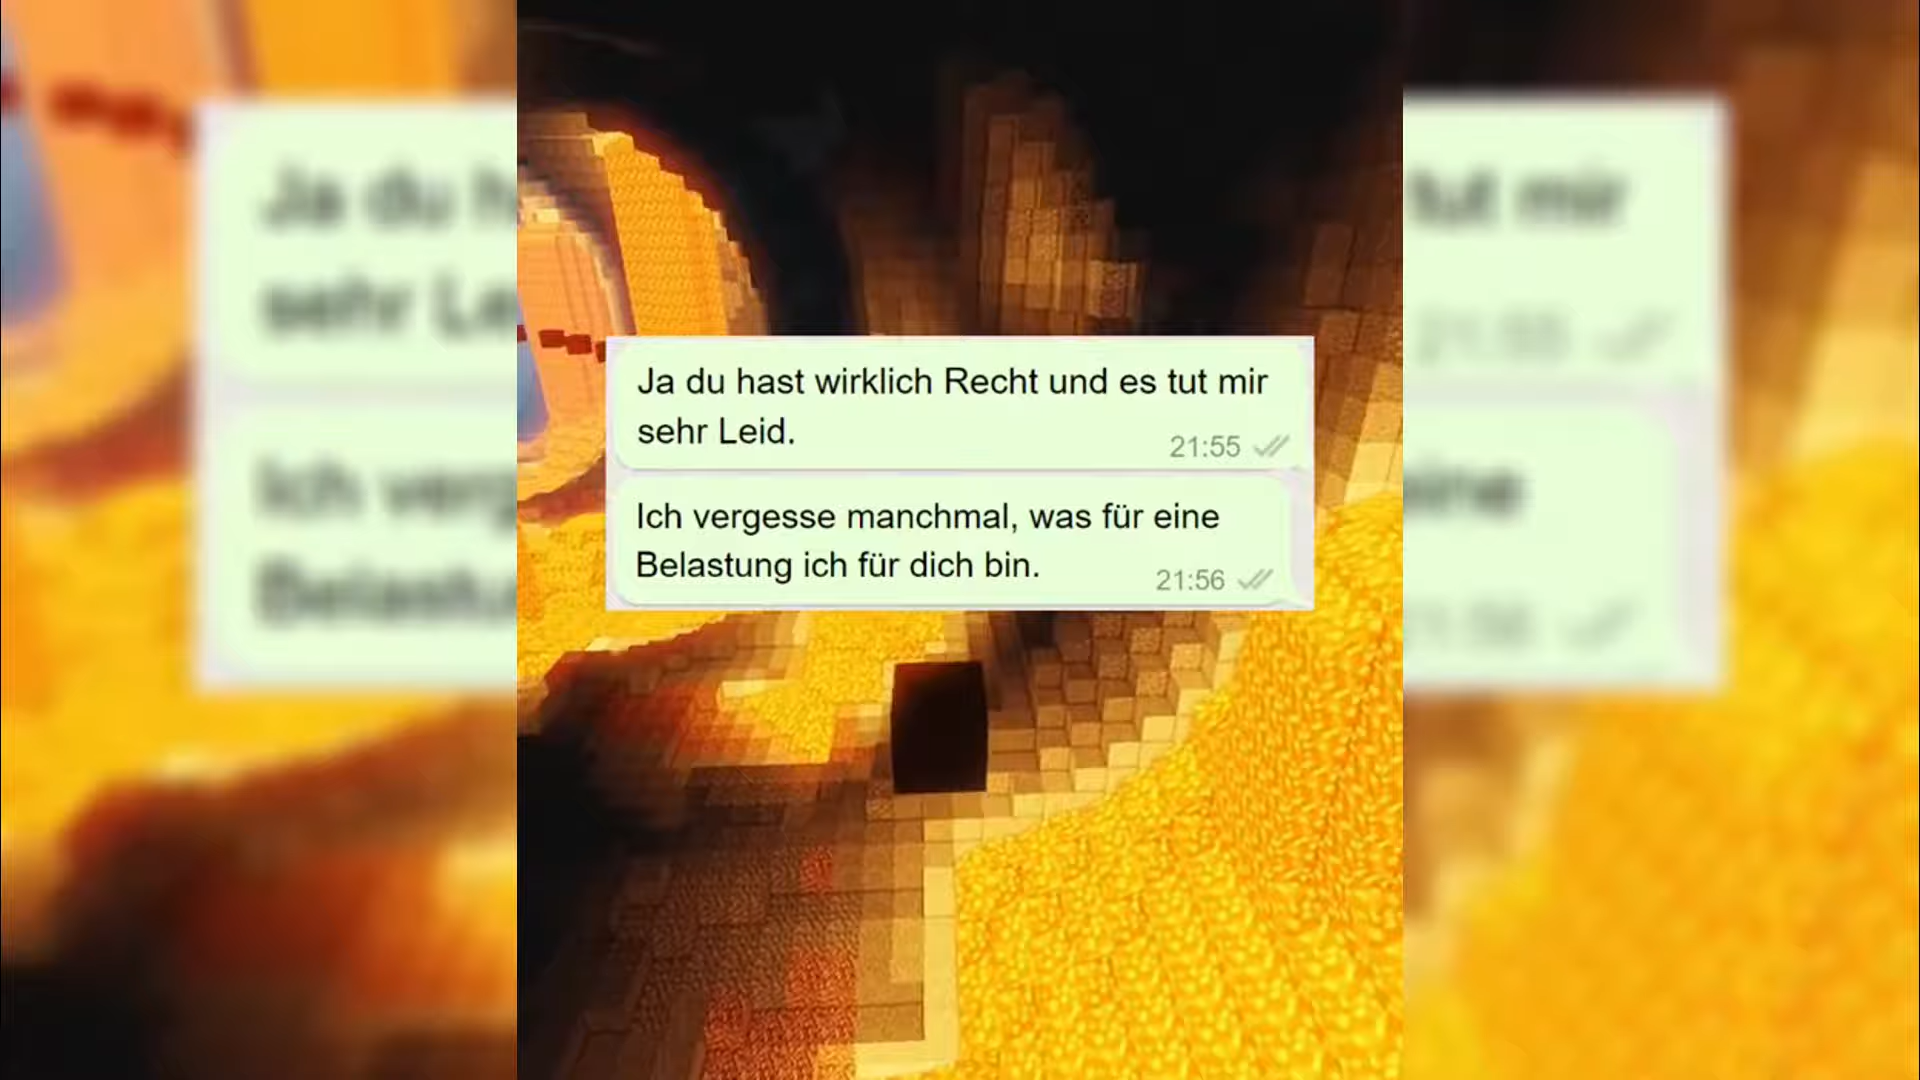 Ja du hast wirklich Recht und es tut mir
sehr Leid.
21:55
Ich vergesse manchmal, was für eine
Belastung ich für dich bin.
21:56